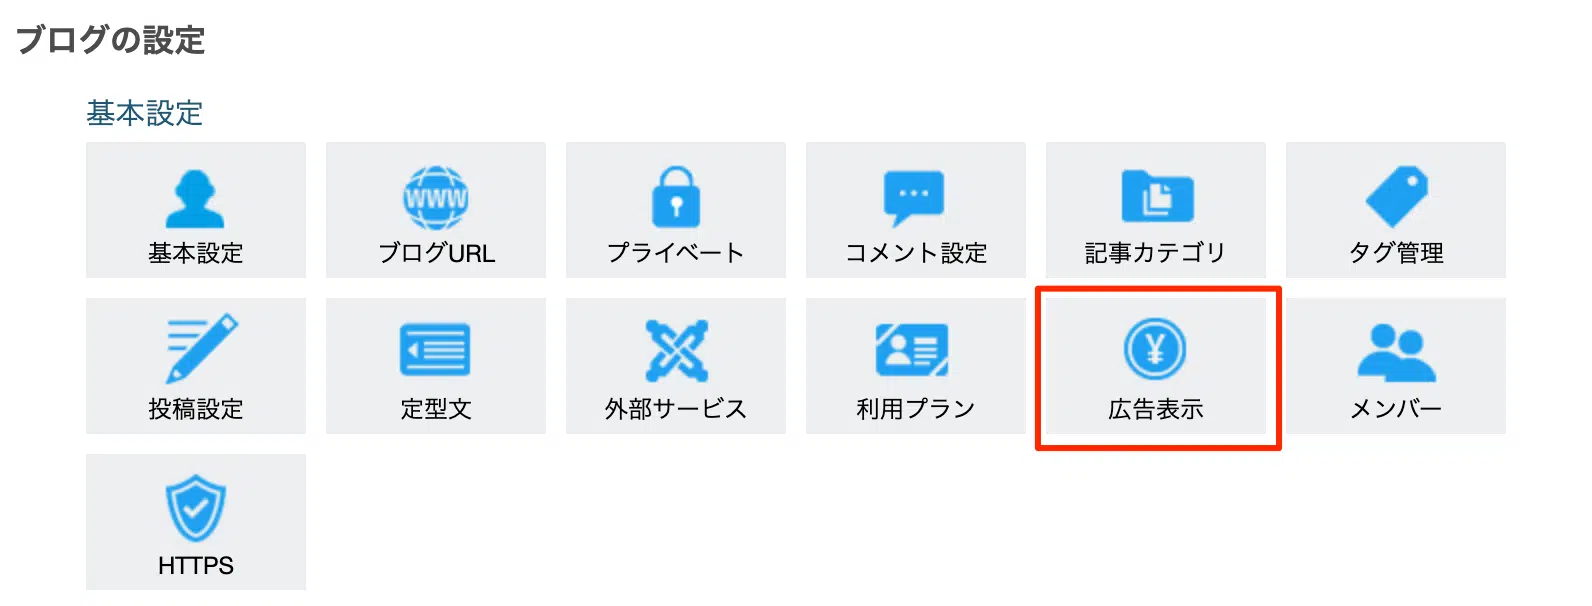 ブログの設定
基本設定
WWW
基本設定 ブログURL プライベート コメント設定 記事カテゴリ タグ管理
¥
投稿設定 定型文 外部サービス 利用プラン 広告表示 メンバー
HTTPS